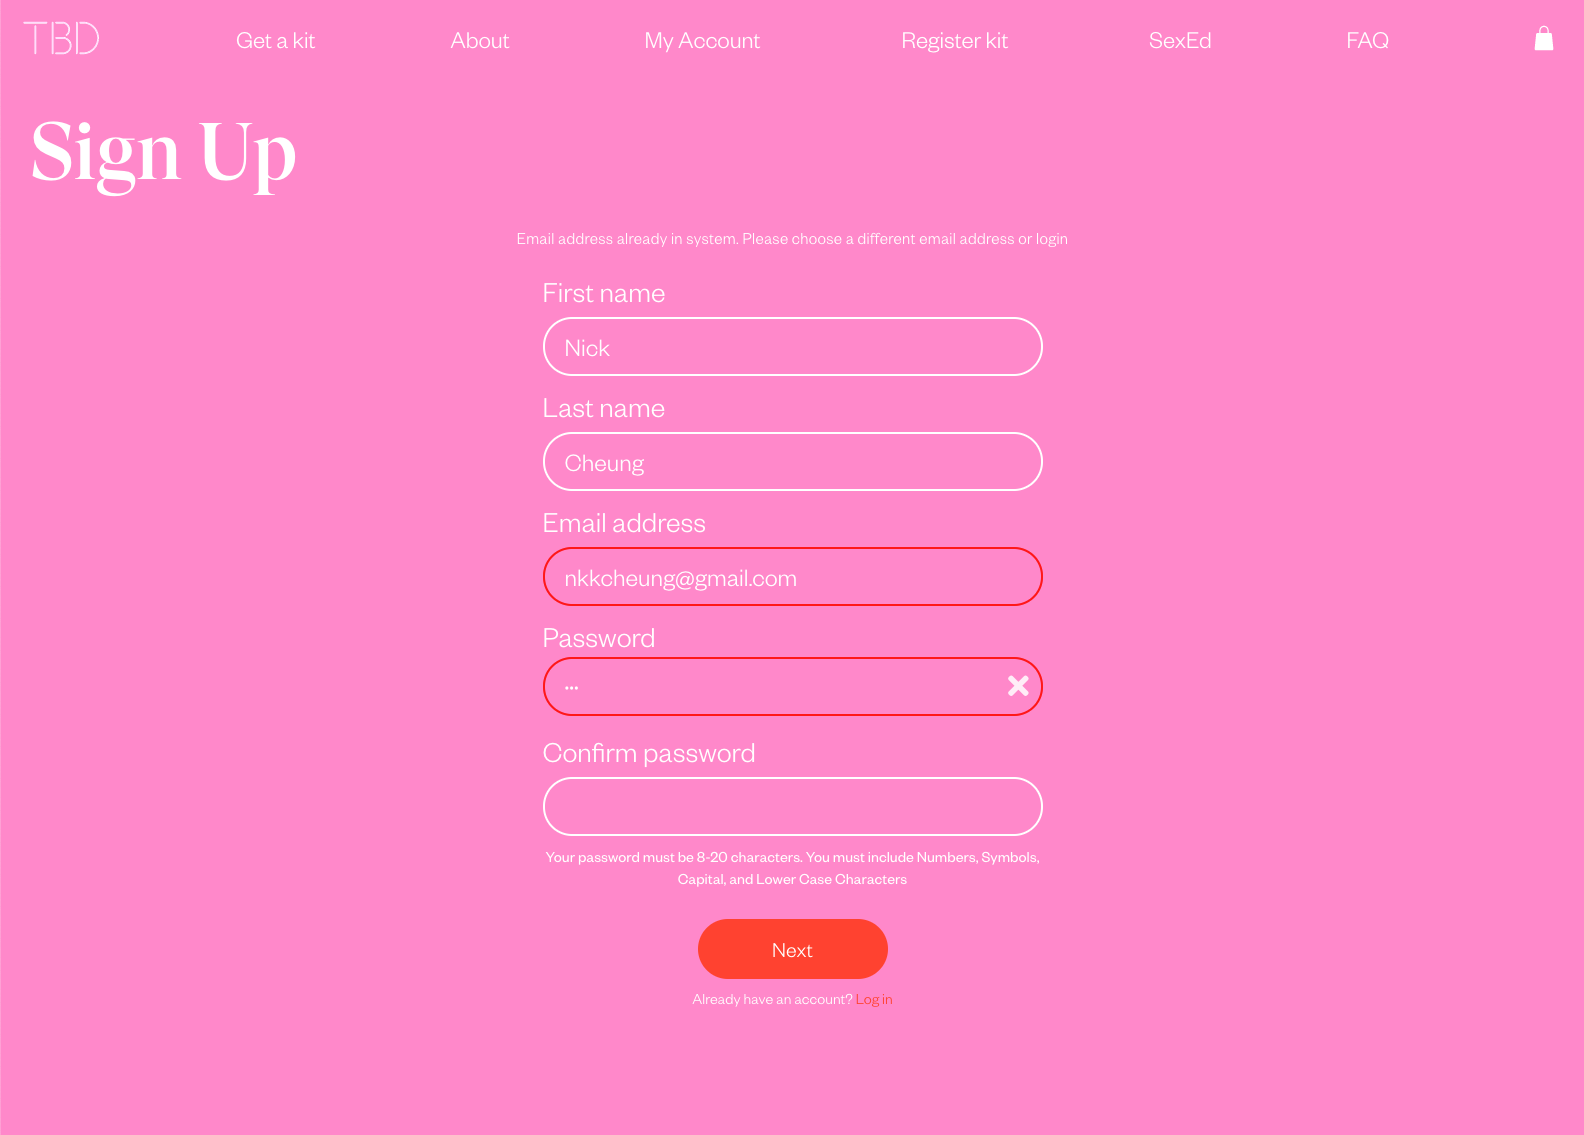 TBD
Get a kit
About
My Account
Register kit
SexEd
FAQ
Sign Up
Email address already in system. Please choose a different email address or login
First name
Nick
Last name
Cheung
Email address
nkkcheung@gmail.com
Password
...
Confirm password
Your password must be 8-20 characters. You must include Numbers, Symbols,
Capital, and Lower Case Characters
Next
Already have an account? Log in